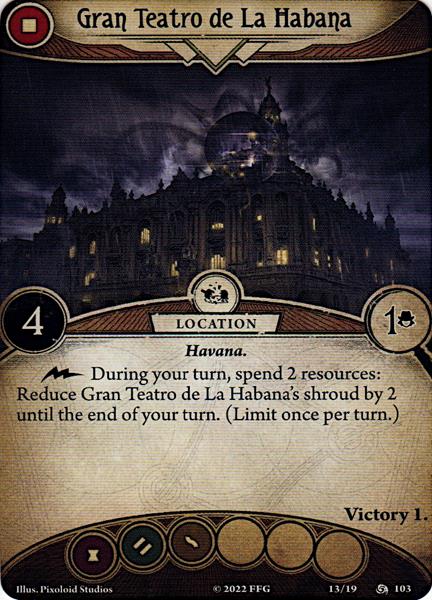 Gran Teatro de La Habana
4
1
LOCATION
Havana.
During your turn, spend 2 resources:
Reduce Gran Teatro de La Habana's shroud by 2
until the end of your turn. (Limit once per turn.)
Victory 1.
Illus. Pixoloid Studios © 2022 FFG 13/19 103